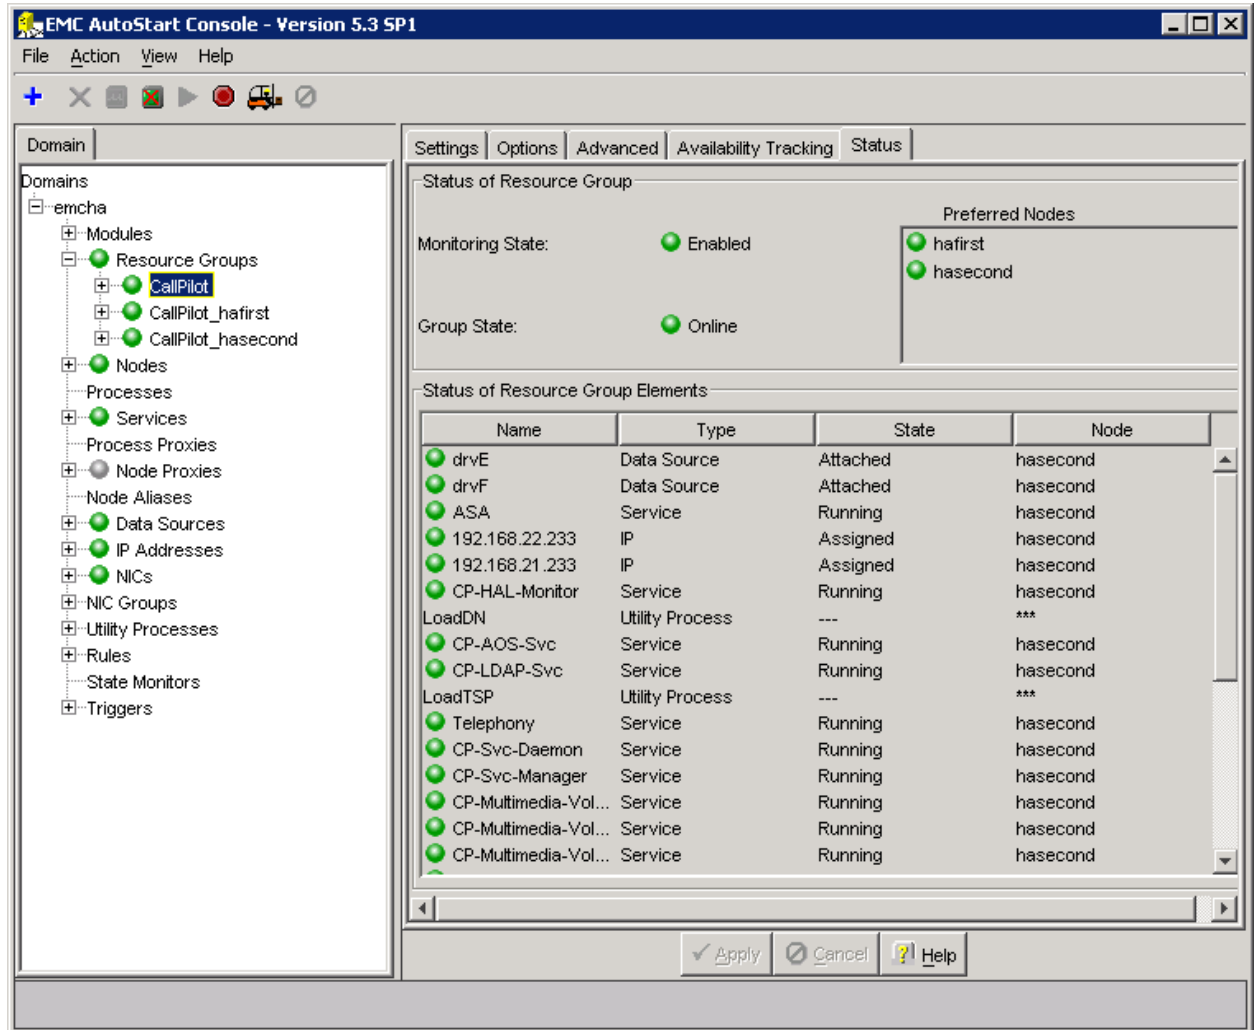 EMC AutoStart Console - Version 5.3 SP1
File Action View Help
Domain
Domains
emcha
Modules
Resource Groups
CallPilot
CallPilot_hafirst
CallPilot_hasecond
Nodes
Processes
Services
Process Proxies
Node Proxies
Node Aliases
Data Sources
IP Addresses
NICs
NIC Groups
Utility Processes
Rules
State Monitors
Triggers
Settings Options Advanced Availability Tracking Status
Status of Resource Group
Preferred Nodes
Monitoring State: Enabled hafirst
hasecond
Group State: Online
Status of Resource Group Elements
Name Type State Node
drvE Data Source Attached hasecond
drvF Data Source Attached hasecond
ASA Service Running hasecond
192.168.22.233 IP Assigned hasecond
192.168.21.233 IP Assigned hasecond
CP-HAL-Monitor Service Running hasecond
LoadDN Utility Process --- ***
CP-AOS-Svc Service Running hasecond
CP-LDAP-Svc Service Running hasecond
LoadTSP Utility Process --- ***
Telephony Service Running hasecond
CP-Svc-Daemon Service Running hasecond
CP-Svc-Manager Service Running hasecond
CP-Multimedia-Vol... Service Running hasecond
CP-Multimedia-Vol... Service Running hasecond
CP-Multimedia-Vol... Service Running hasecond
Apply Cancel Help